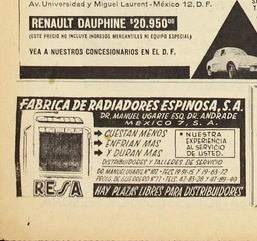 Av. Universidad y Miguel Laurent - México 12, D. F.
RENAULT DAUPHINE $20.950⁰⁰
(ESTE PRECIO NO INCLUYE INGRESOS MERCANTILES NI EQUIPO ESPECIAL)
VEA A NUESTROS CONCESIONARIOS EN EL D. F.
FABRICA DE RADIADORES ESPINOSA, S.A.
DR. MANUEL UGARTE ESQ. DR. ANDRADE
MEXICO 7, S. A.
CUESTAN MENOS
ENFRIAN MAS
Y DURAN MAS
NUESTRA
EXPERIENCIA
AL SERVICIO
DE USTED.
DISTRIBUIDORES Y TALLERES DE SERVICIO
RESA
HAY PLAZAS LIBRES PARA DISTRIBUIDORES